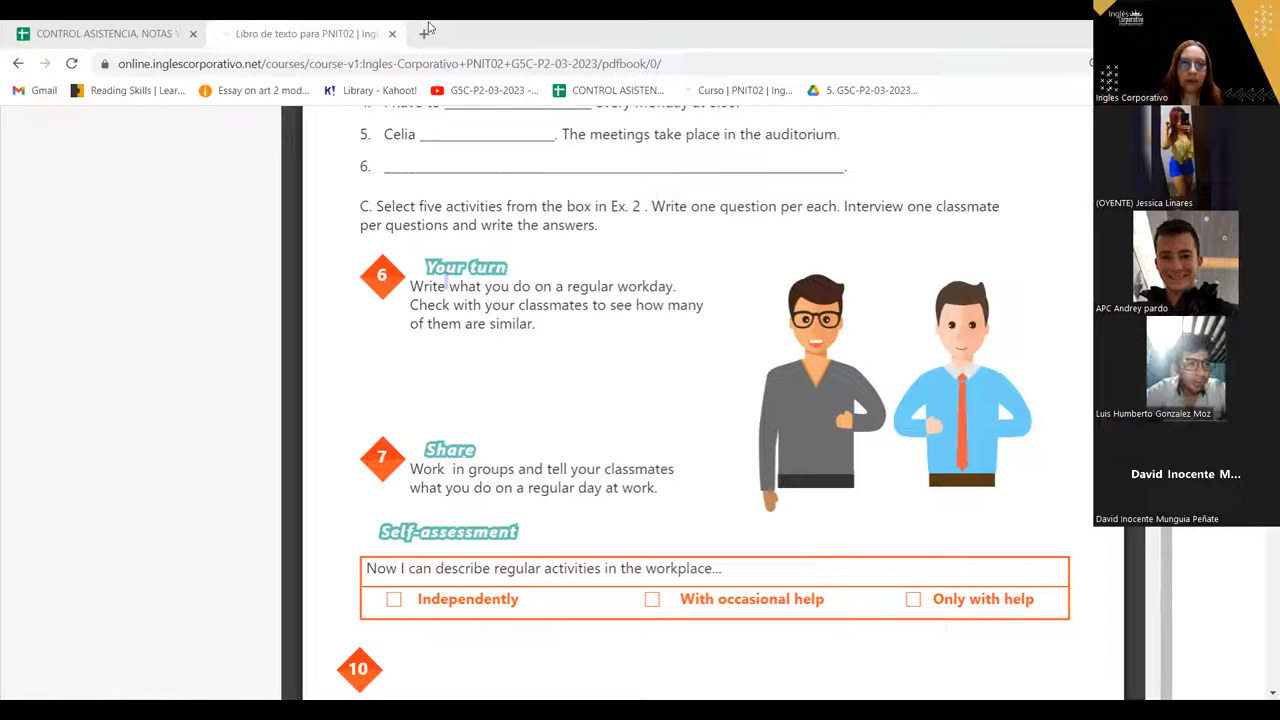 CONTROL ASISTENCIA, NOTAS
Libro de texto para PNIT02 | Ingl
online.inglescorporativo.net/courses/course-v1:Ingles-Corporativo+PNIT02+G5C-P2-03-2023/pdfbook/0/
Gmail
Reading Skills | Lear...
Essay on art 2 mod...
Library - Kahoot!
G5C-P2-03-2023 -...
CONTROL ASISTEN...
Curso | PNIT02 | Ing...
5. G5C-P2-03-2023...
5. Celia ____________________. The meetings take place in the auditorium.
6. ____________________________________________________________________.
C. Select five activities from the box in Ex. 2 . Write one question per each. Interview one classmate
per questions and write the answers.
6
Your turn
Write what you do on a regular workday.
Check with your classmates to see how many
of them are similar.
7
Share
Work in groups and tell your classmates
what you do on a regular day at work.
Self-assessment
Now I can describe regular activities in the workplace...
Independently
With occasional help
Only with help
10
Inglés
Corporativo
Ingles Corporativo
(OYENTE) Jessica Linares
APC Andrey pardo
Luis Humberto Gonzalez Moz
David Inocente M...
David Inocente Munguia Peñate